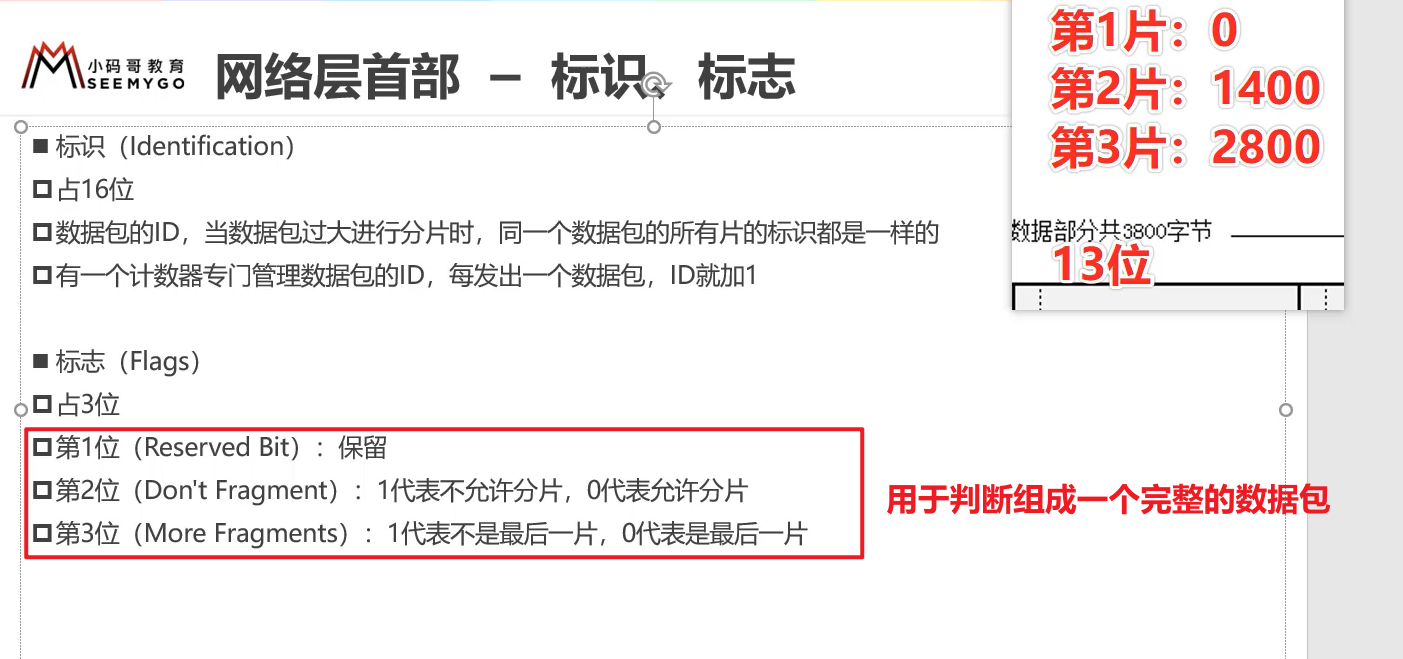 小码哥教育
SEEMYGO
网络层首部 – 标识、标志
第1片：0
第2片：1400
第3片：2800
数据部分共3800字节
13位
标识（Identification）
占16位
数据包的ID，当数据包过大进行分片时，同一个数据包的所有片的标识都是一样的
有一个计数器专门管理数据包的ID，每发出一个数据包，ID就加1
标志（Flags）
占3位
第1位（Reserved Bit）：保留
第2位（Don't Fragment）：1代表不允许分片，0代表允许分片
第3位（More Fragments）：1代表不是最后一片，0代表是最后一片
用于判断组成一个完整的数据包